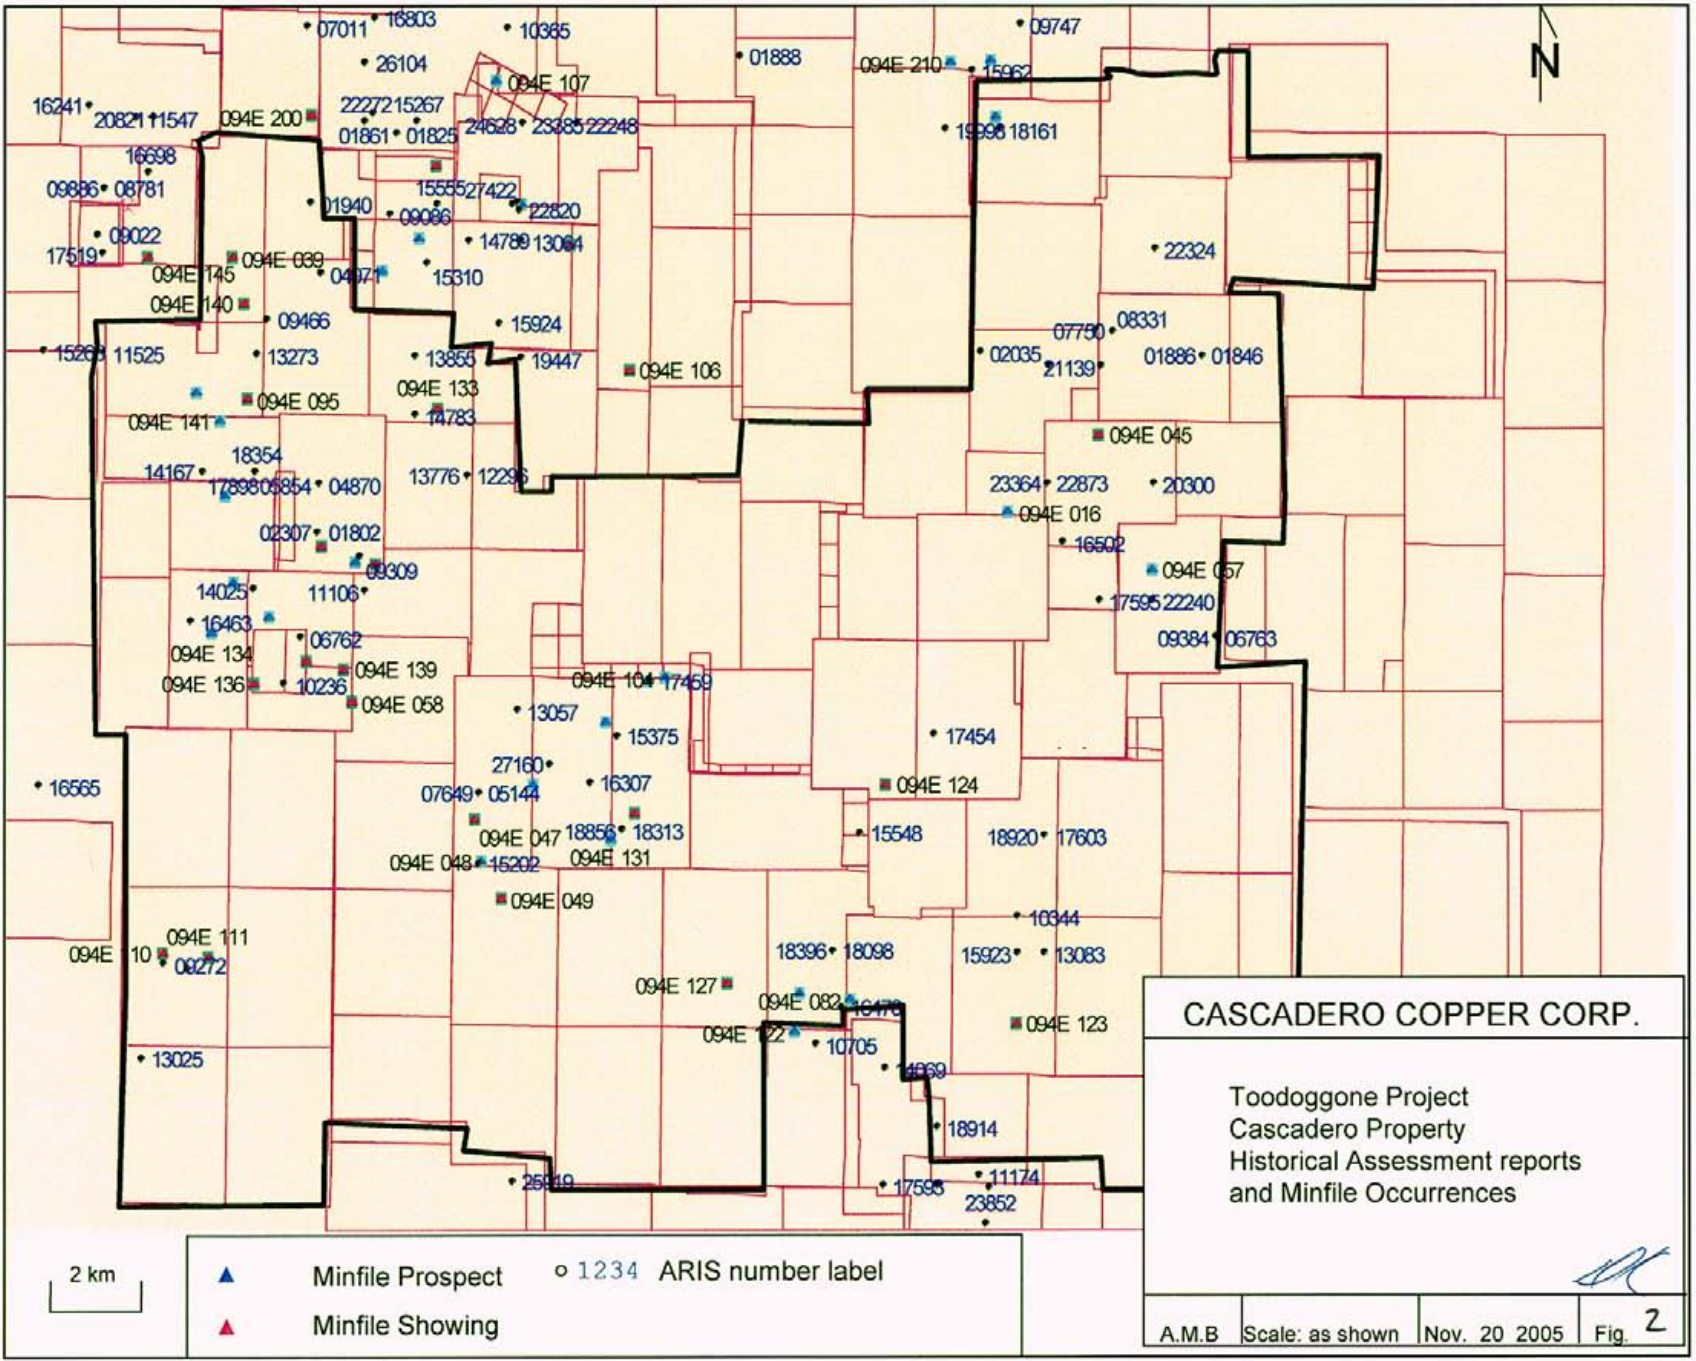 07011
16803
10365
01888
09747
26104
094E 107
094E 210
15962
N
16241
20821
11547
094E 200
22272
15267
01861
01825
24628
23385
22248
19998
18161
16698
09886
08781
01940
15555
27422
09086
22820
09022
17519
094E 145
094E 039
04971
14789
13064
15310
22324
094E 140
09466
15924
07750
08331
11525
13273
13855
19447
094E 106
02035
21139
01886
01846
094E 133
094E 095
14783
094E 141
094E 045
18354
14167
17898
05854
04870
13776
12296
23364
22873
20300
094E 016
02307
01802
16502
09309
094E 057
14025
11106
17595
22240
16463
06762
09384
06763
094E 134
094E 139
094E 136
10236
094E 104
17459
094E 058
13057
15375
17454
27160
16565
07649
05144
16307
094E 124
094E 047
18856
18313
15548
18920
17603
094E 048
15202
094E 131
094E 049
10344
094E 111
094E 110
09272
18396
18098
15923
13083
094E 127
094E 082
16478
094E 122
094E 123
10705
13025
14069
18914
25919
17595
11174
23852
CASCADERO COPPER CORP.
Toodoggone Project
Cascadero Property
Historical Assessment reports
and Minfile Occurrences
2 km
Minfile Prospect
1234 ARIS number label
Minfile Showing
A.M.B
Scale: as shown
Nov. 20 2005
Fig. 2